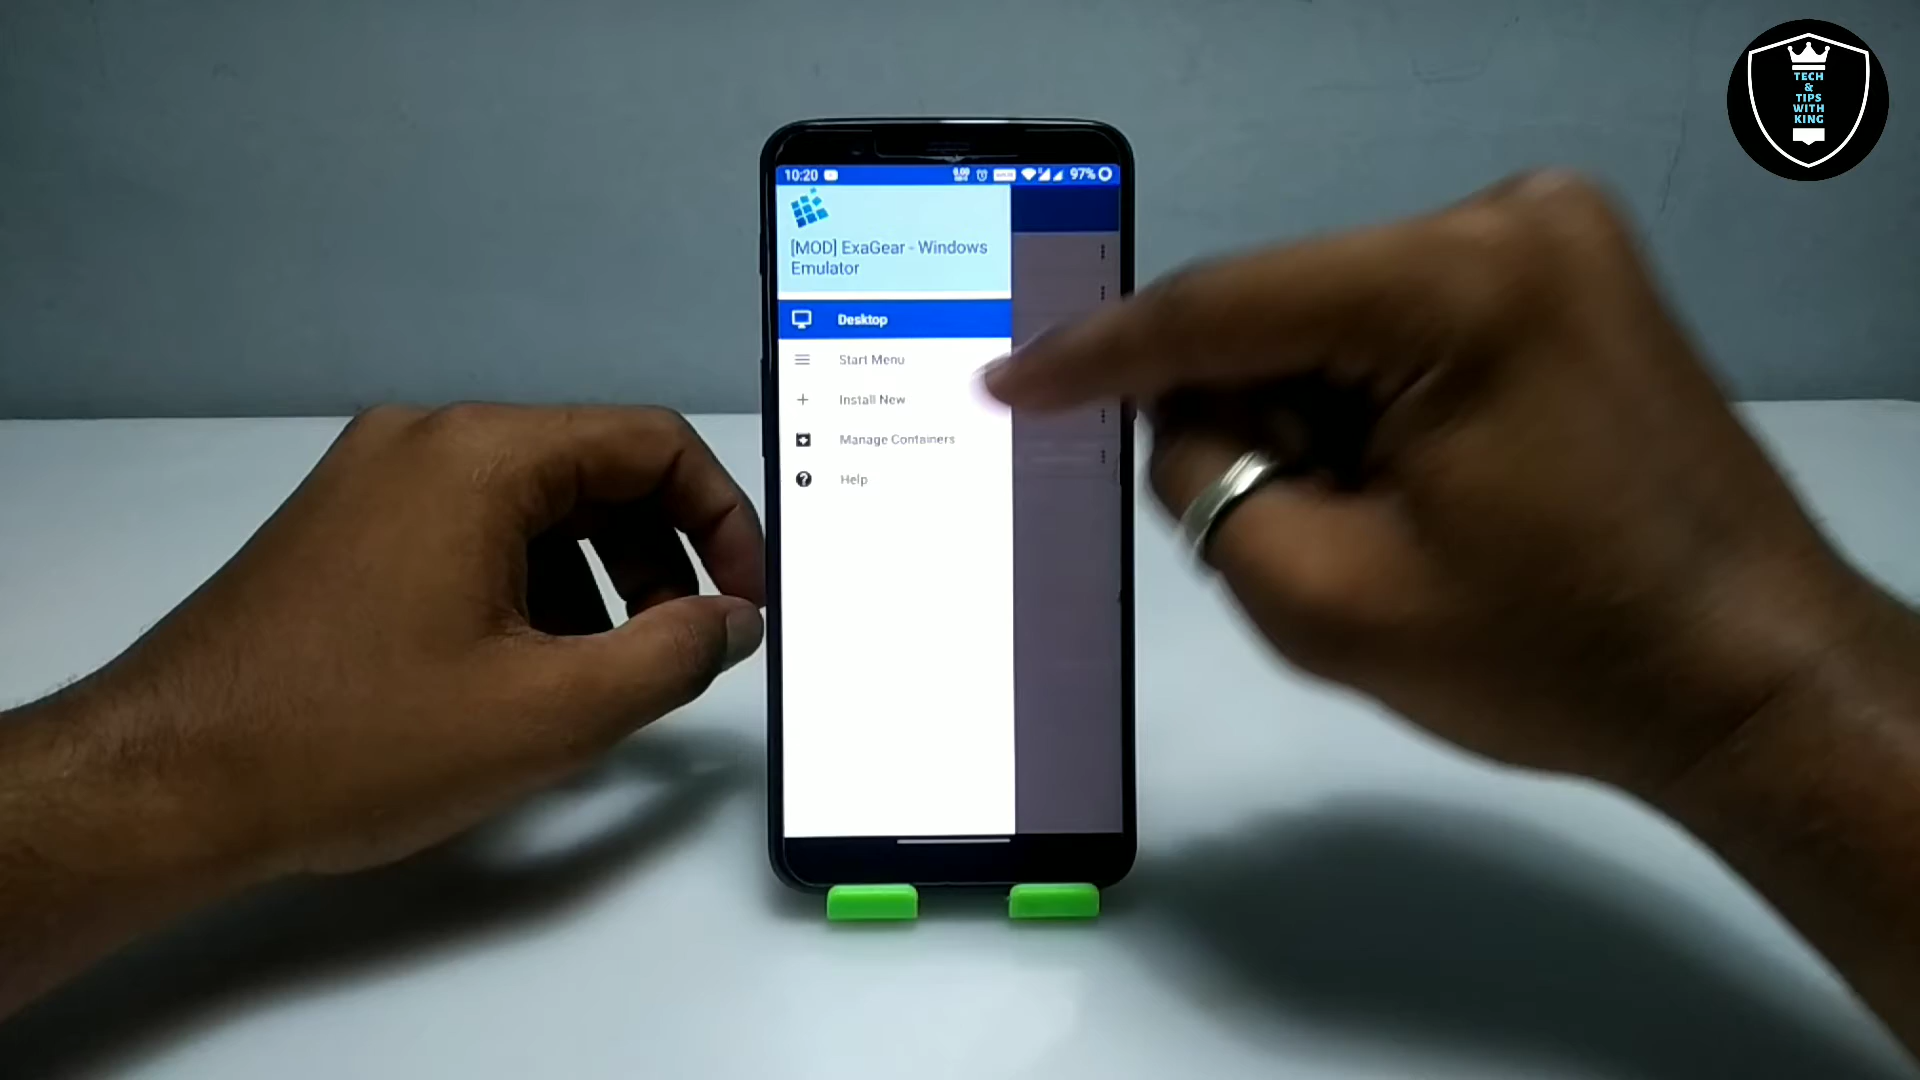 TECH
&
TIPS
WITH
KING
10:20
97%
[MOD] ExaGear - Windows
Emulator
Desktop
Start Menu
Install New
Manage Containers
Help